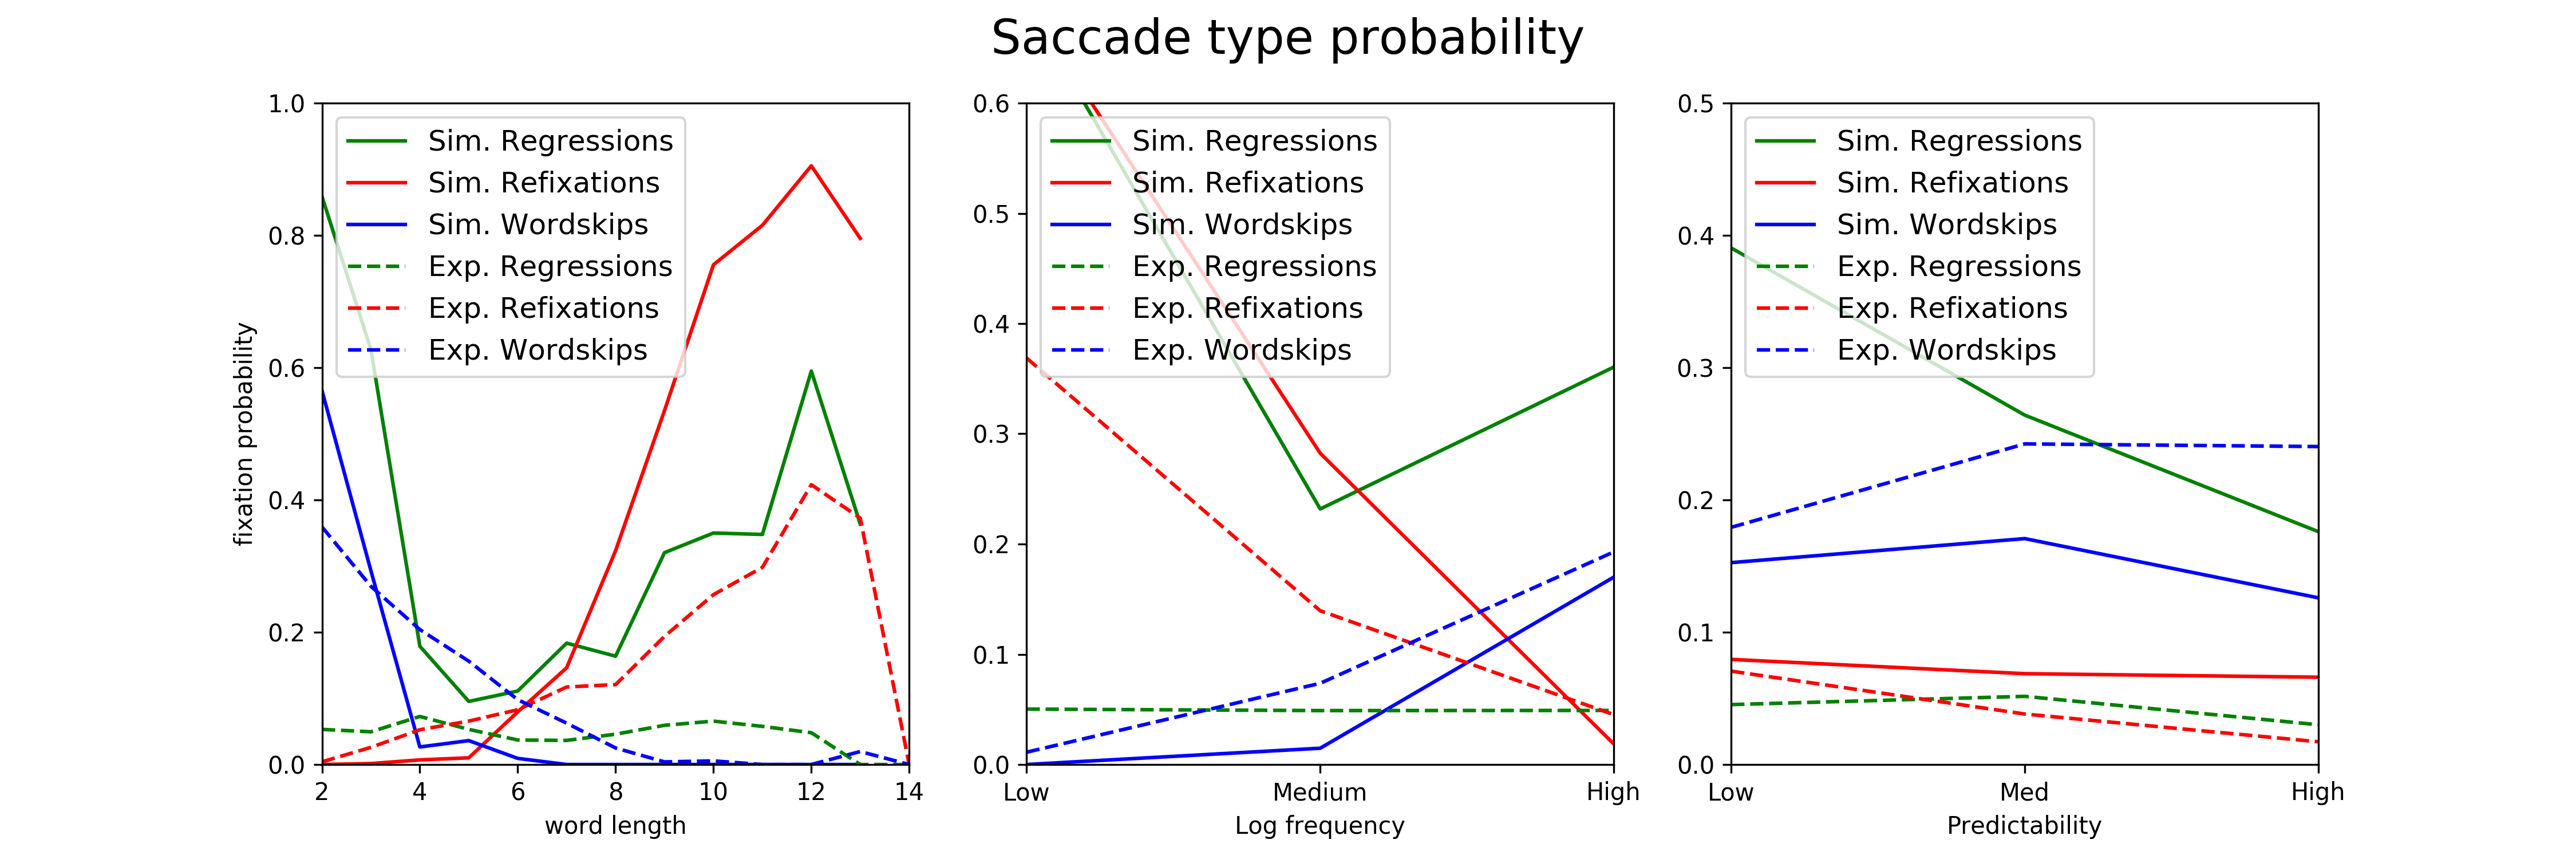 Saccade type probability
1.0
0.8
0.6
0.4
0.2
0.0
fixation probability
Sim. Regressions
Sim. Refixations
Sim. Wordskips
Exp. Regressions
Exp. Refixations
Exp. Wordskips
2 4 6 8 10 12 14
word length
0.6
0.5
0.4
0.3
0.2
0.1
0.0
Sim. Regressions
Sim. Refixations
Sim. Wordskips
Exp. Regressions
Exp. Refixations
Exp. Wordskips
Low Medium High
Log frequency
0.5
0.4
0.3
0.2
0.1
0.0
Sim. Regressions
Sim. Refixations
Sim. Wordskips
Exp. Regressions
Exp. Refixations
Exp. Wordskips
Low Med High
Predictability